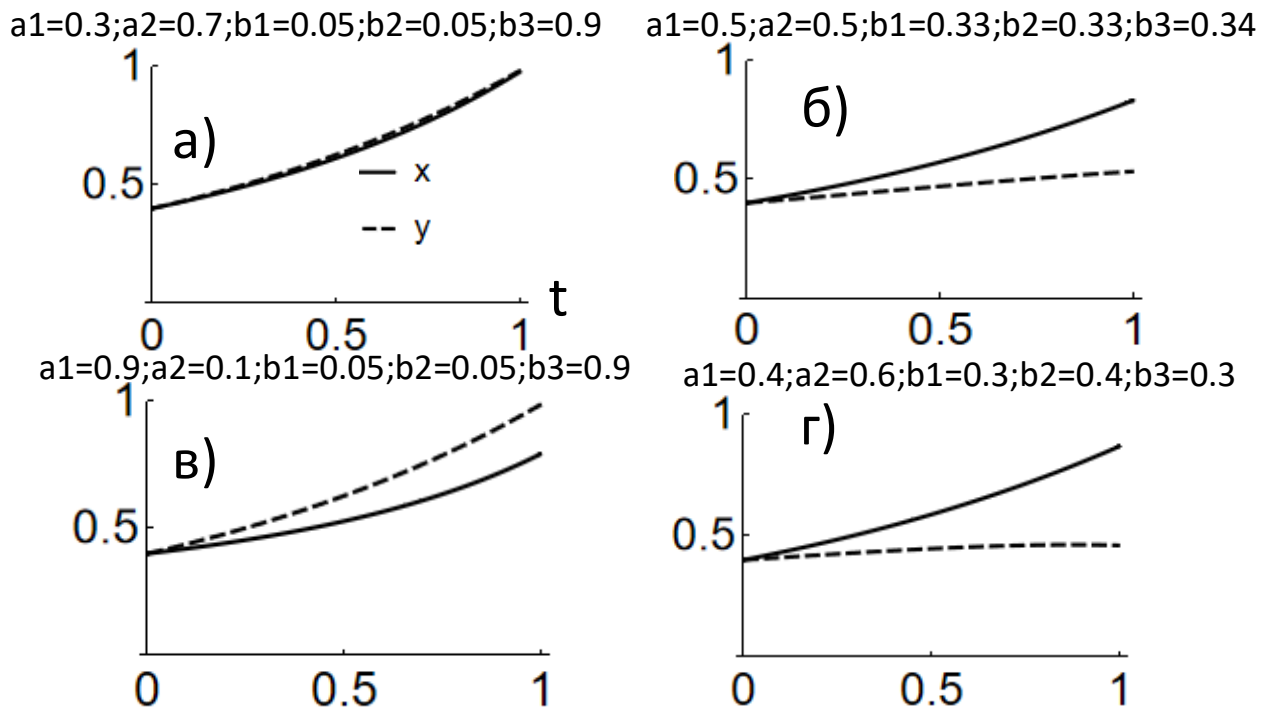 a1=0.3;a2=0.7;b1=0.05;b2=0.05;b3=0.9
1
а)
0.5
x
y
t
0 0.5 1
a1=0.5;a2=0.5;b1=0.33;b2=0.33;b3=0.34
1
б)
0.5
0 0.5 1
a1=0.9;a2=0.1;b1=0.05;b2=0.05;b3=0.9
1
в)
0.5
0 0.5 1
a1=0.4;a2=0.6;b1=0.3;b2=0.4;b3=0.3
1
г)
0.5
0 0.5 1